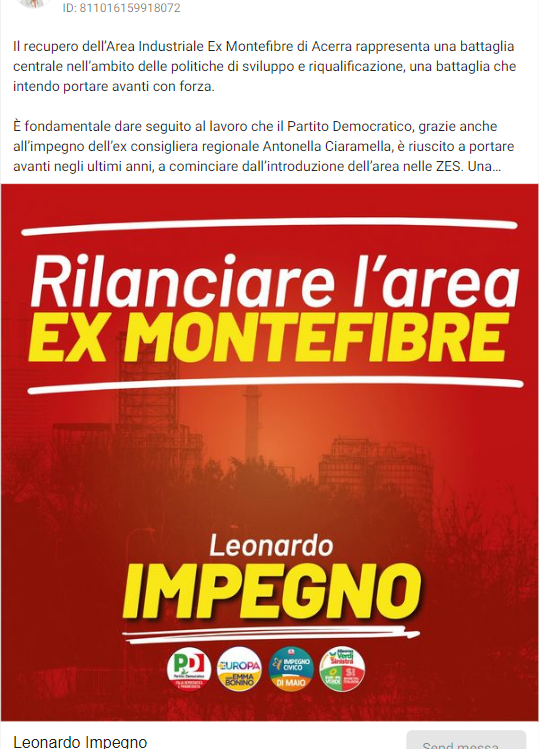 ID: 811016159918072
Il recupero dell'Area Industriale Ex Montefibre di Acerra rappresenta una battaglia
centrale nell'ambito delle politiche di sviluppo e riqualificazione, una battaglia che
intendo portare avanti con forza.
È fondamentale dare seguito al lavoro che il Partito Democratico, grazie anche
all'impegno dell'ex consigliera regionale Antonella Ciaramella, è riuscito a portare
avanti negli ultimi anni, a cominciare dall'introduzione dell'area nelle ZES. Una...
Rilanciare l'area
EX MONTEFIBRE
Leonardo
IMPEGNO
PD
Partito Democratico
+EUROPA
EMMA
BONINO
IMPEGNO
CIVICO
DI MAIO
Alleanza
Verdi
Sinistra
Leonardo Impegno
Send messa...